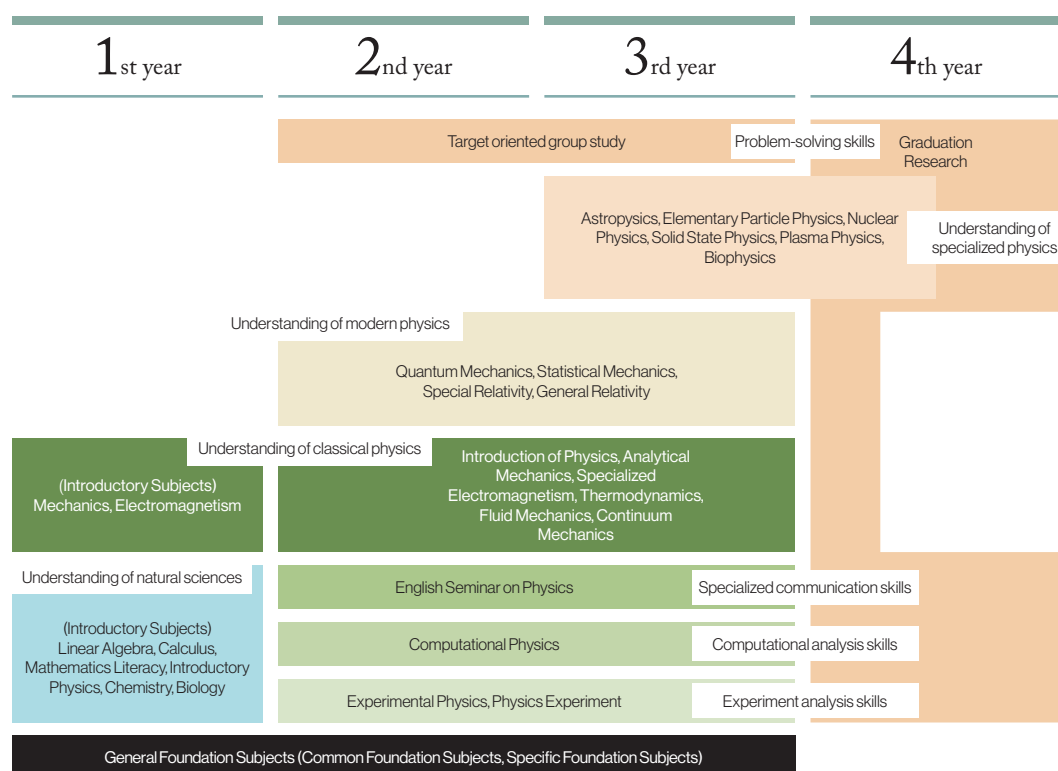 1st year
2nd year
3rd year
4th year
Target oriented group study
Problem-solving skills
Graduation
Research
Astropysics, Elementary Particle Physics, Nuclear
Physics, Solid State Physics, Plasma Physics,
Biophysics
Understanding of
specialized physics
Understanding of modern physics
Quantum Mechanics, Statistical Mechanics,
Special Relativity, General Relativity
Understanding of classical physics
(Introductory Subjects)
Mechanics, Electromagnetism
Introduction of Physics, Analytical
Mechanics, Specialized
Electromagnetism, Thermodynamics,
Fluid Mechanics, Continuum
Mechanics
Understanding of natural sciences
(Introductory Subjects)
Linear Algebra, Calculus,
Mathematics Literacy, Introductory
Physics, Chemistry, Biology
English Seminar on Physics
Specialized communication skills
Computational Physics
Computational analysis skills
Experimental Physics, Physics Experiment
Experiment analysis skills
General Foundation Subjects (Common Foundation Subjects, Specific Foundation Subjects)